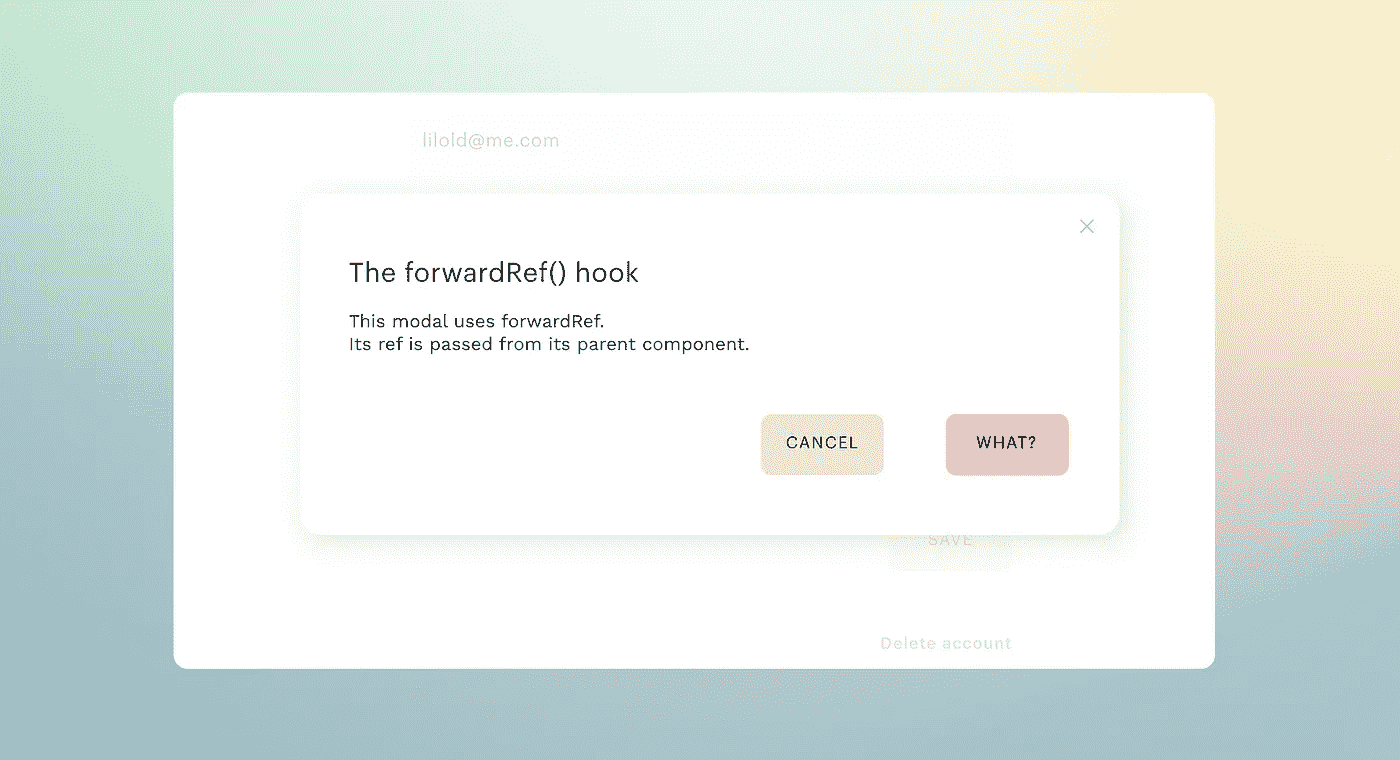 lilold@me.com
The forwardRef() hook
This modal uses forwardRef.
Its ref is passed from its parent component.
CANCEL
WHAT?
SAVE
Delete account